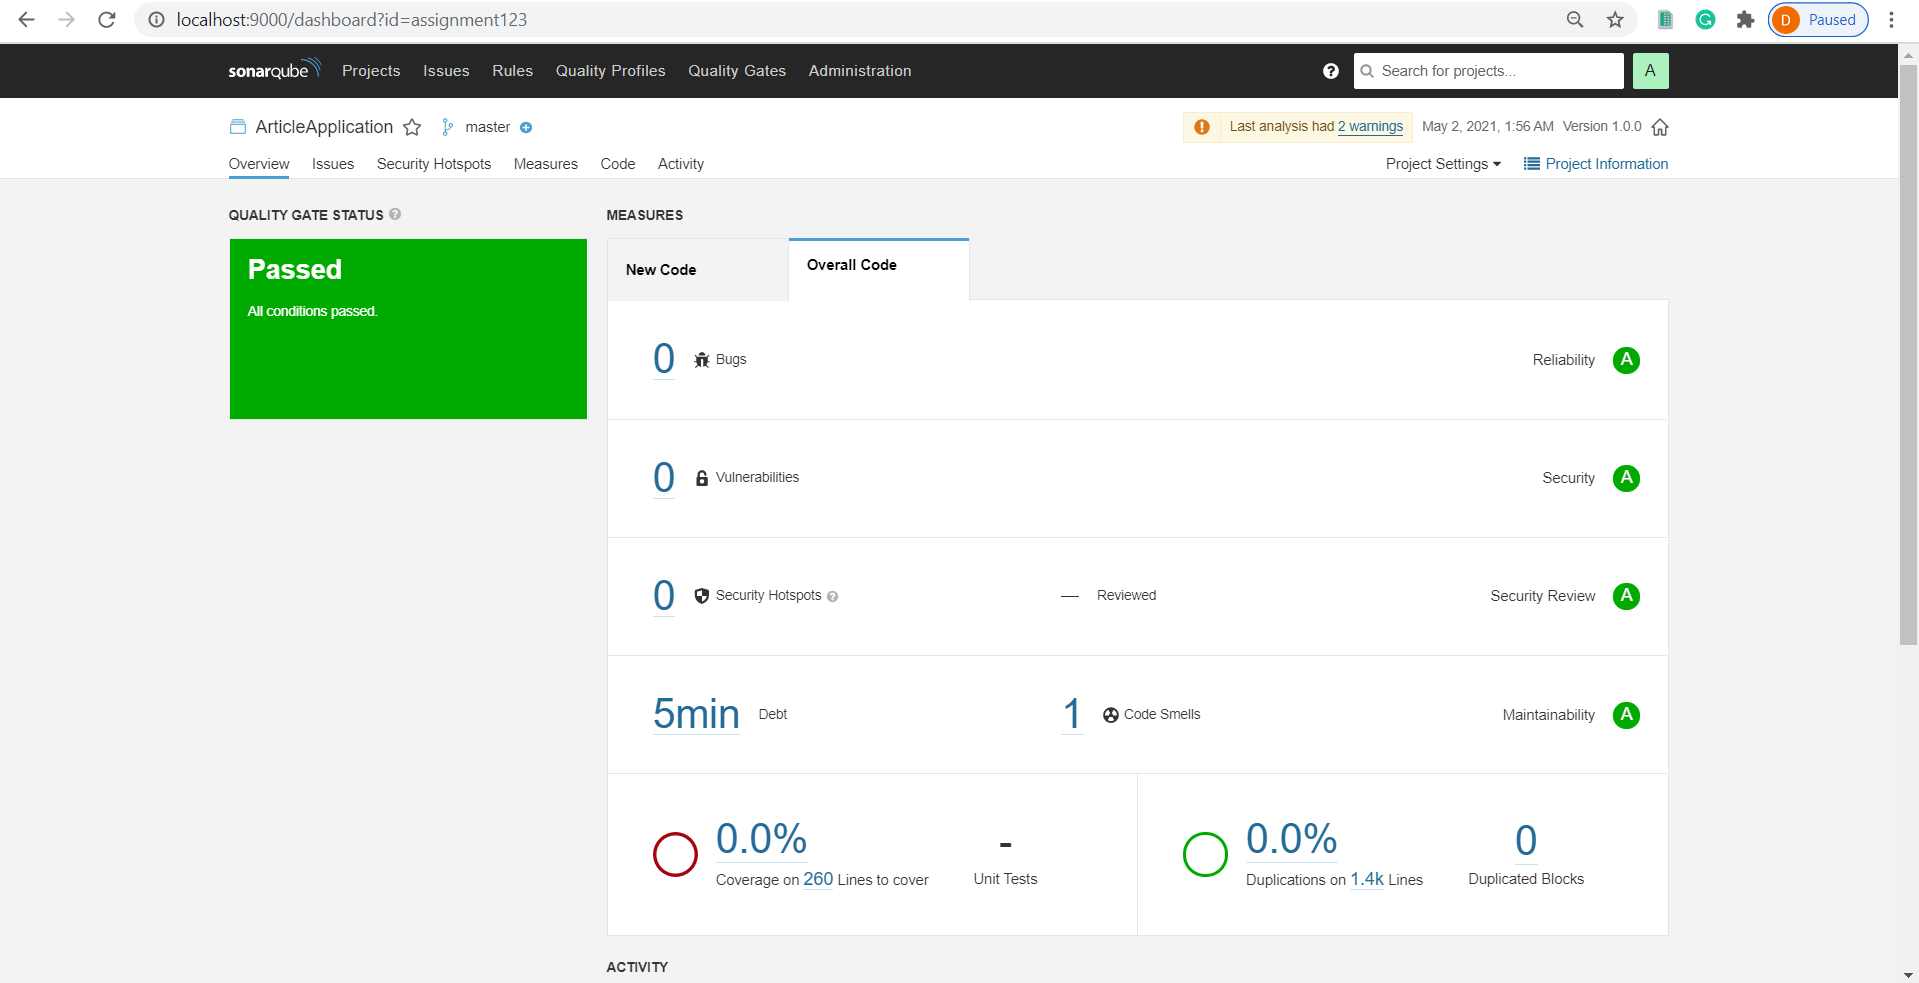 localhost:9000/dashboard?id=assignment123
D Paused
sonarqube Projects Issues Rules Quality Profiles Quality Gates Administration
? Search for projects... A
ArticleApplication master
! Last analysis had 2 warnings May 2, 2021, 1:56 AM Version 1.0.0
Overview Issues Security Hotspots Measures Code Activity
Project Settings Project Information
QUALITY GATE STATUS ?
Passed
All conditions passed.
MEASURES
New Code
Overall Code
0 Bugs Reliability A
0 Vulnerabilities Security A
0 Security Hotspots ? — Reviewed Security Review A
5min Debt 1 Code Smells Maintainability A
0.0% - 0.0% 0
Coverage on 260 Lines to cover Unit Tests Duplications on 1.4k Lines Duplicated Blocks
ACTIVITY